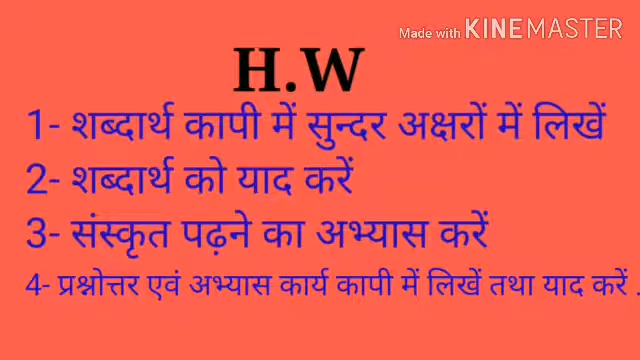 Made with KINEMASTER
H.W
1- शब्दार्थ कापी में सुन्दर अक्षरों में लिखें
2- शब्दार्थ को याद करें
3- संस्कृत पढ़ने का अभ्यास करें
4- प्रश्नोत्तर एवं अभ्यास कार्य कापी में लिखें तथा याद करें .